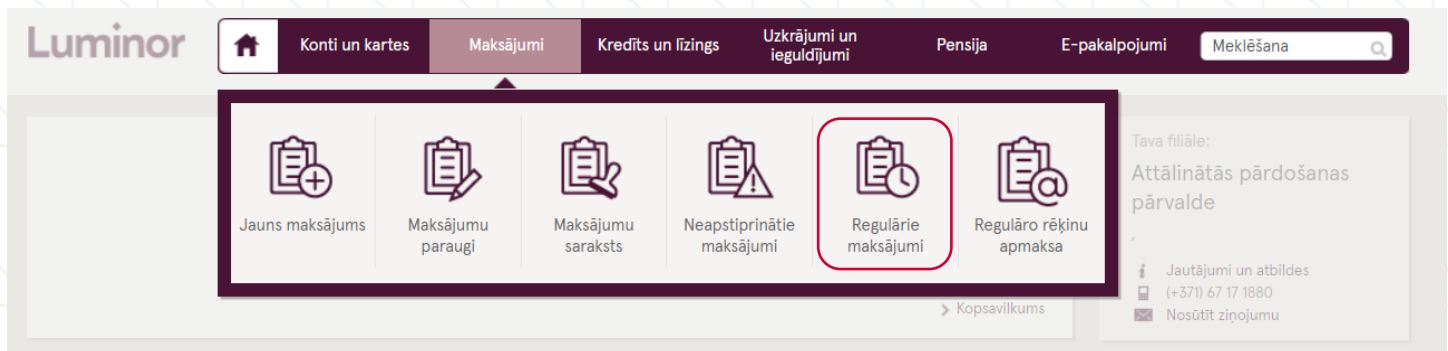 Luminor
Konti un kartes
Maksājumi
Kredīts un līzings
Uzkrājumi un
ieguldījumi
Pensija
E-pakalpojumi
Meklēšana
Jauns maksājums
Maksājumu
paraugi
Maksājumu
saraksts
Neapstiprinātie
maksājumi
Regulārie
maksājumi
Regulāro rēķinu
apmaksa
Kopsavilkums
Tava filiāle:
Attālinātās pārdošanas
pārvalde
,
Jautājumi un atbildes
(+371) 67 17 1880
Nosūtīt ziņojumu